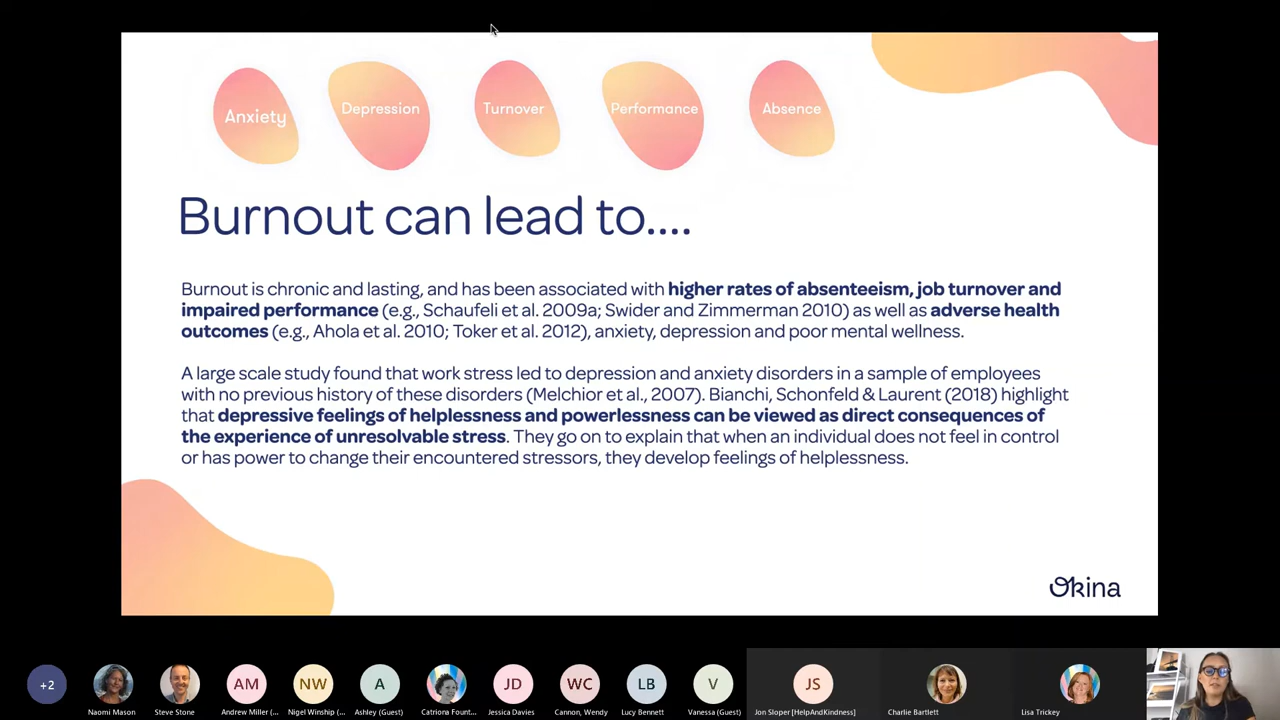 Anxiety
Depression
Turnover
Performance
Absence
Burnout can lead to....
Burnout is chronic and lasting, and has been associated with higher rates of absenteeism, job turnover and
impaired performance (e.g., Schaufeli et al. 2009a; Swider and Zimmerman 2010) as well as adverse health
outcomes (e.g., Ahola et al. 2010; Toker et al. 2012), anxiety, depression and poor mental wellness.
A large scale study found that work stress led to depression and anxiety disorders in a sample of employees
with no previous history of these disorders (Melchior et al., 2007). Bianchi, Schonfeld & Laurent (2018) highlight
that depressive feelings of helplessness and powerlessness can be viewed as direct consequences of
the experience of unresolvable stress. They go on to explain that when an individual does not feel in control
or has power to change their encountered stressors, they develop feelings of helplessness.
Okina
+2
AM
NW
A
JD
WC
LB
V
JS
Naomi Mason
Steve Stone
Andrew Miller (...
Nigel Winship (...
Ashley (Guest)
Catriona Fount...
Jessica Davies
Cannon, Wendy
Lucy Bennett
Vanessa (Guest)
Jon Sloper [HelpAndKindness]
Charlie Bartlett
Lisa Trickey